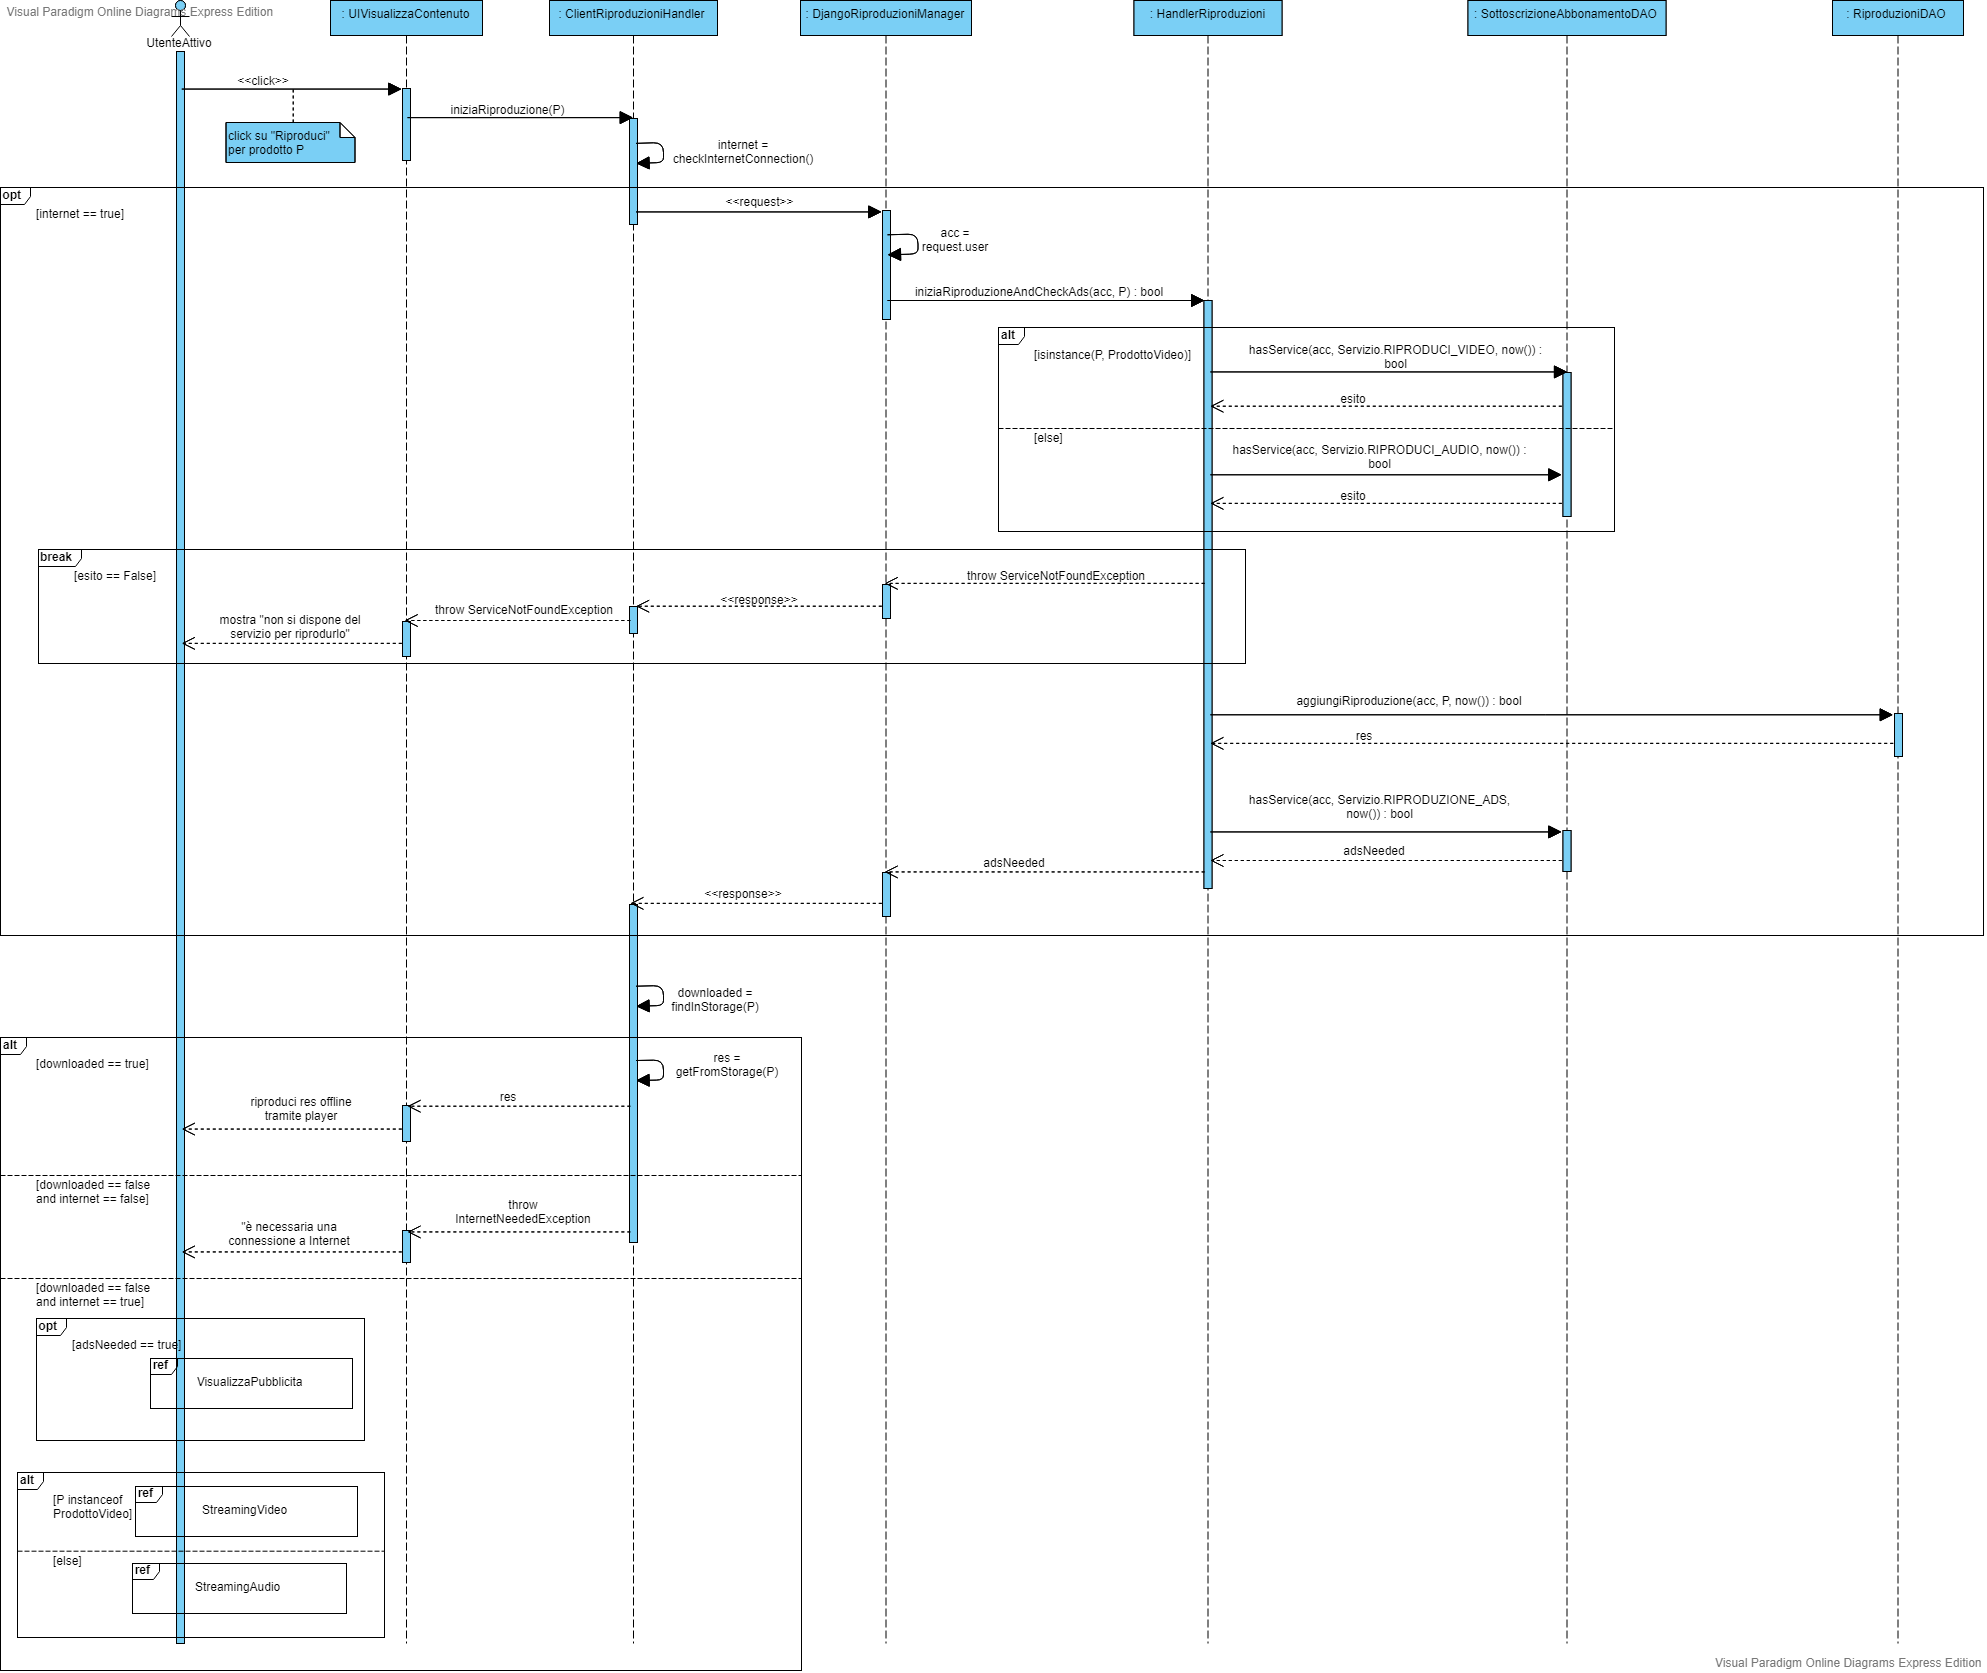 Visual Paradigm Online Diagrams Express Edition
UtenteAttivo
: UIVisualizzaContenuto
: ClientRiproduzioniHandler
: DjangoRiproduzioniManager
: HandlerRiproduzioni
: SottoscrizioneAbbonamentoDAO
: RiproduzioniDAO
<<click>>
click su "Riproduci"
per prodotto P
iniziaRiproduzione(P)
internet =
checkInternetConnection()
opt
[internet == true]
<<request>>
acc =
request.user
iniziaRiproduzioneAndCheckAds(acc, P) : bool
alt
[isinstance(P, ProdottoVideo)]
hasService(acc, Servizio.RIPRODUCI_VIDEO, now()) :
bool
esito
[else]
hasService(acc, Servizio.RIPRODUCI_AUDIO, now()) :
bool
esito
break
[esito == False]
throw ServiceNotFoundException
<<response>>
throw ServiceNotFoundException
mostra "non si dispone del
servizio per riprodurlo"
aggiungiRiproduzione(acc, P, now()) : bool
res
hasService(acc, Servizio.RIPRODUZIONE_ADS,
now()) : bool
adsNeeded
adsNeeded
<<response>>
downloaded =
findInStorage(P)
alt
[downloaded == true]
res =
getFromStorage(P)
res
riproduci res offline
tramite player
[downloaded == false
and internet == false]
throw
InternetNeededException
"è necessaria una
connessione a Internet
[downloaded == false
and internet == true]
opt
[adsNeeded == true]
ref
VisualizzaPubblicita
alt
[P instanceof
ProdottoVideo]
ref
StreamingVideo
[else]
ref
StreamingAudio
Visual Paradigm Online Diagrams Express Edition